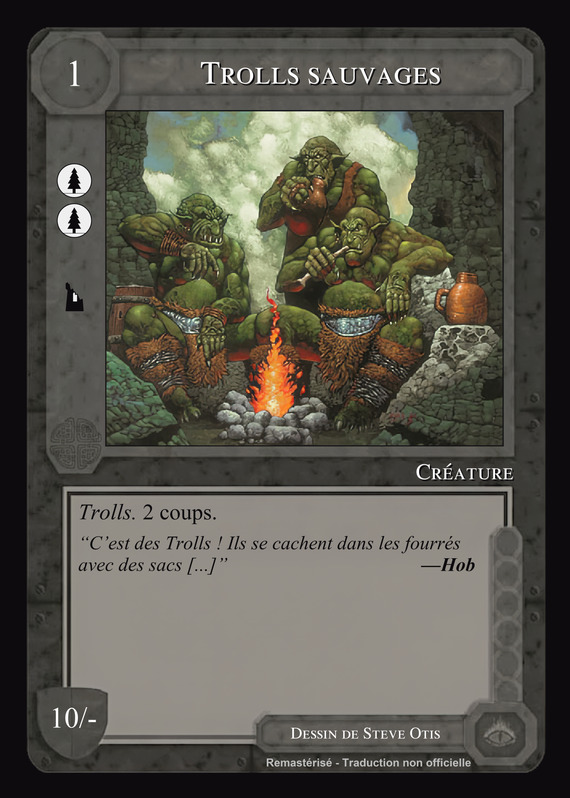 1
Trolls sauvages
Créature
Trolls. 2 coups.
“C’est des Trolls ! Ils se cachent dans les fourrés
avec des sacs [...]” —Hob
10/-
Dessin de Steve Otis
Remastérisé - Traduction non officielle